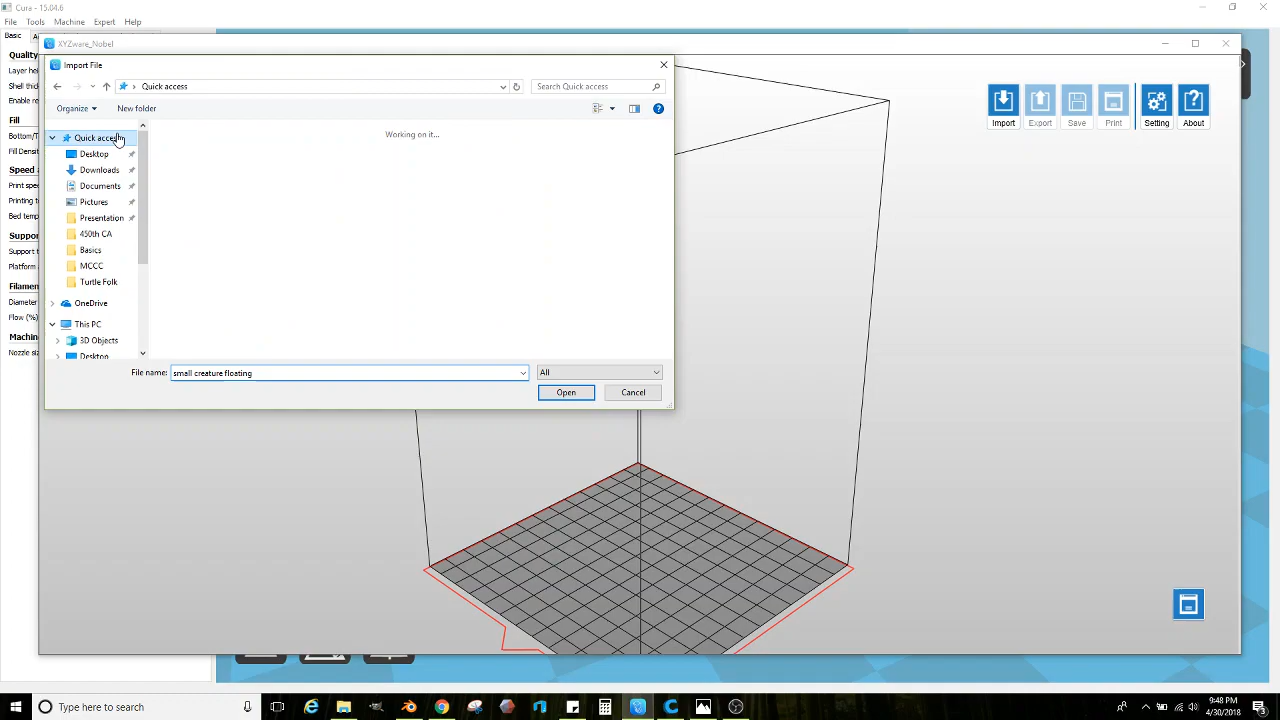 Cura - 15.04.6
File Tools Machine Expert Help
Basic
Quality
Layer he
Shell thic
Enable re
Fill
Bottom/T
Fill Densit
Speed a
Print spee
Printing to
Bed temp
Support
Support t
Platform a
Filament
Diameter
Flow (%)
Machine
Nozzle siz
XYZware_Nobel
Import File
Quick access
Search Quick access
Organize
New folder
Working on it...
Quick access
Desktop
Downloads
Documents
Pictures
Presentation
450th CA
Basics
MCCC
Turtle Folk
OneDrive
This PC
3D Objects
Desktop
File name: small creature floating
All
Open Cancel
Import Export Save Print Setting About
Type here to search
9:48 PM
4/30/2018